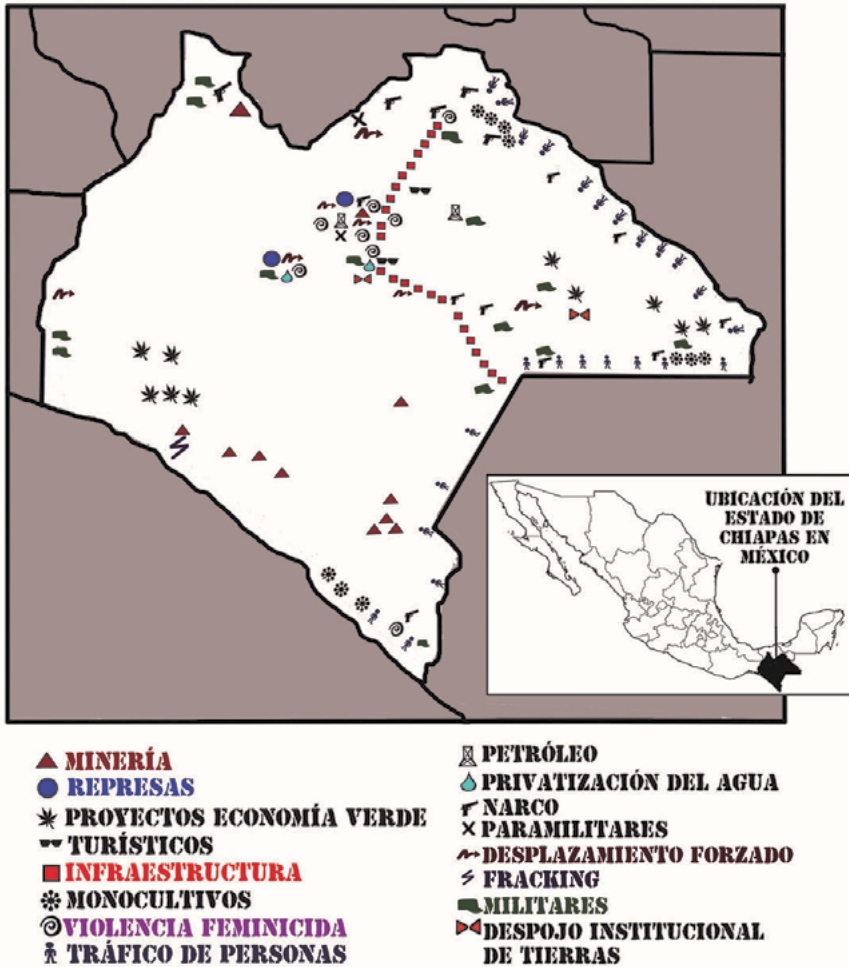 UBICACIÓN DEL
ESTADO DE
CHIAPAS EN
MÉXICO
MINERÍA
REPRESAS
PROYECTOS ECONOMÍA VERDE
TURÍSTICOS
INFRAESTRUCTURA
MONOCULTIVOS
VIOLENCIA FEMINICIDA
TRÁFICO DE PERSONAS
PETRÓLEO
PRIVATIZACIÓN DEL AGUA
NARCO
PARAMILITARES
DESPLAZAMIENTO FORZADO
FRACKING
MILITARES
DESPOJO INSTITUCIONAL
DE TIERRAS